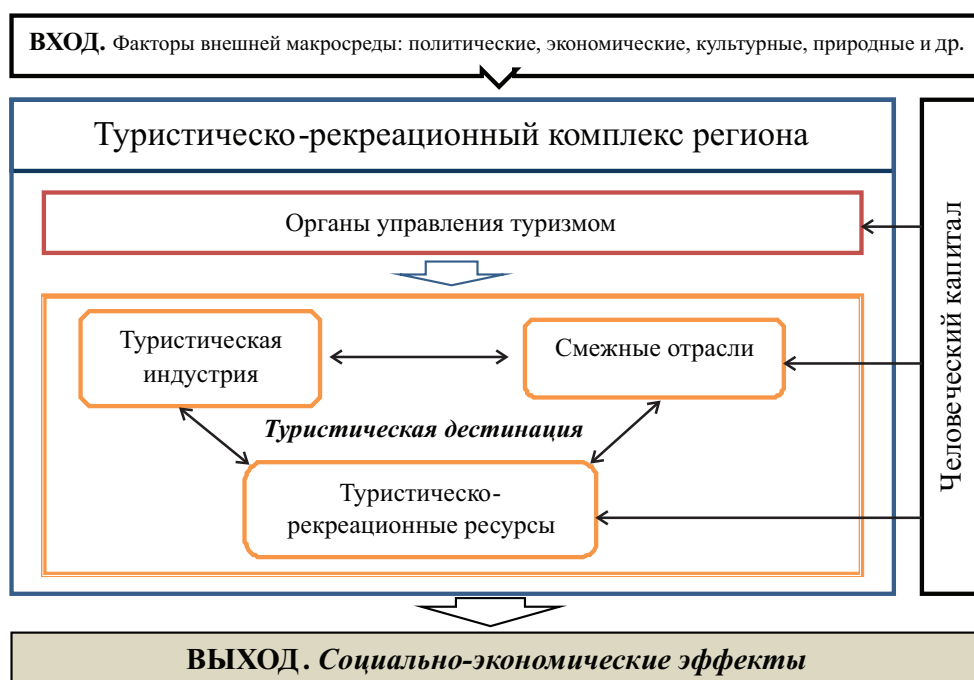 ВХОД. Факторы внешней макросреды: политические, экономические, культурные, природные и др.
Туристическо-рекреационный комплекс региона
Органы управления туризмом
Туристическая
индустрия
Смежные отрасли
Туристическая дестинация
Туристическо-
рекреационные ресурсы
Человеческий капитал
ВЫХОД. Социально-экономические эффекты